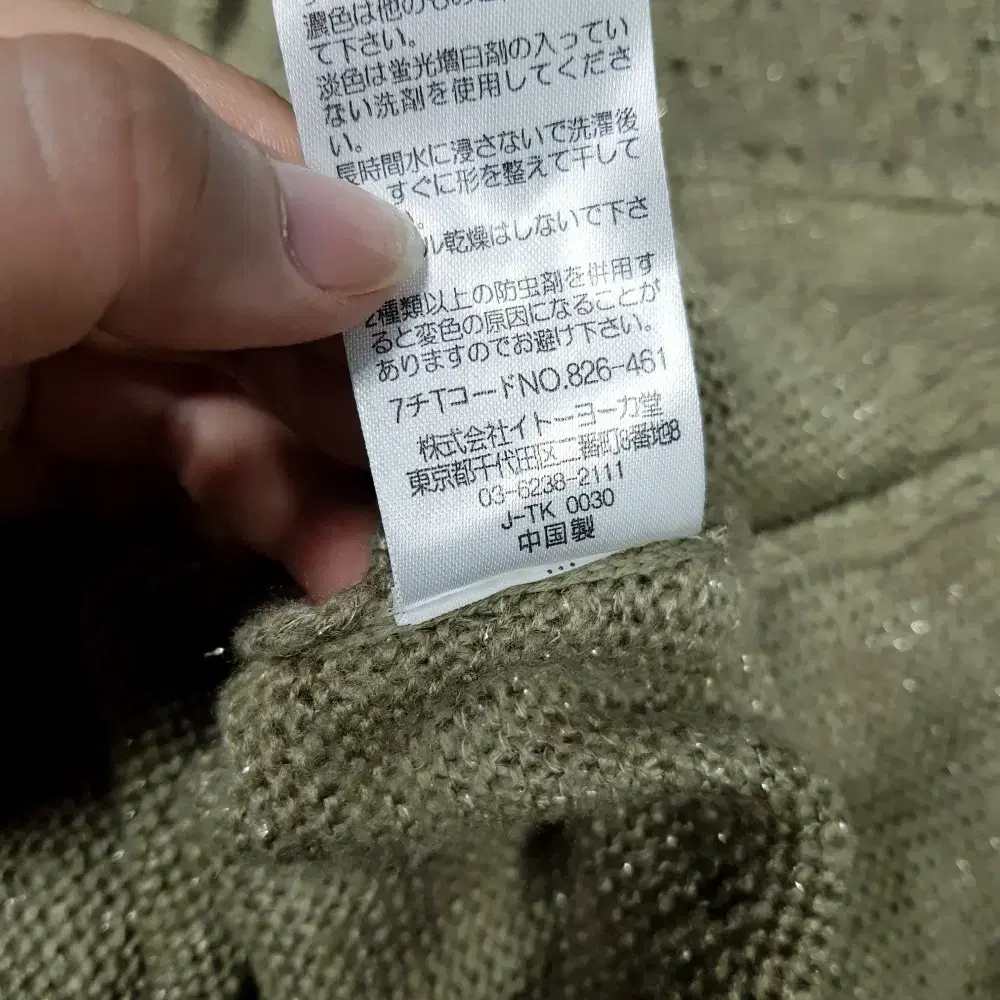 濃色は他のもの
て下さい。
淡色は蛍光増白剤の入ってい
ない洗剤を使用してくださ
い。
長時間水に浸さないで洗濯後
すぐに形を整えて干して
ル乾燥はしないで下さ
2種類以上の防虫剤を併用す
ると変色の原因になることが
ありますのでお避け下さい。
7チTコードNO.826-461
株式会社イトーヨーカ堂
東京都千代田区二番町8番地8
03-6238-2111
J-TK 0030
中国製